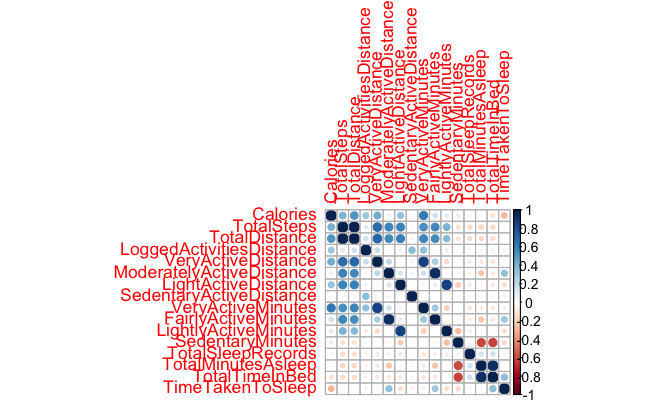 Calories
TotalSteps
TotalDistance
LoggedActivitiesDistance
VeryActiveDistance
ModeratelyActiveDistance
LightActiveDistance
SedentaryActiveDistance
VeryActiveMinutes
FairlyActiveMinutes
LightlyActiveMinutes
SedentaryMinutes
TotalSleepRecords
TotalMinutesAsleep
TotalTimeInBed
TimeTakenToSleep
Calories
TotalSteps
TotalDistance
LoggedActivitiesDistance
VeryActiveDistance
ModeratelyActiveDistance
LightActiveDistance
SedentaryActiveDistance
VeryActiveMinutes
FairlyActiveMinutes
LightlyActiveMinutes
SedentaryMinutes
TotalSleepRecords
TotalMinutesAsleep
TotalTimeInBed
TimeTakenToSleep
1
0.8
0.6
0.4
0.2
0
-0.2
-0.4
-0.6
-0.8
-1